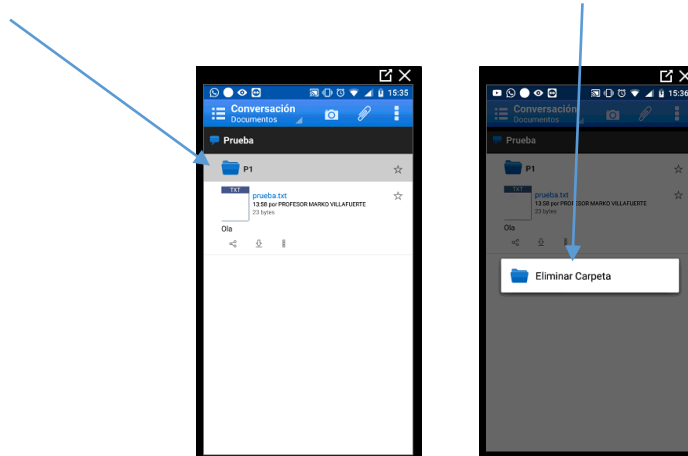 15:35
Conversación
Documentos
Prueba
P1
TXT
prueba.txt
13:58 por PROFESOR MARKO VILLAFUERTE
23 bytes
Ola
15:36
Conversación
Documentos
Prueba
P1
TXT
prueba.txt
13:58 por PROFESOR MARKO VILLAFUERTE
23 bytes
Ola
Eliminar Carpeta